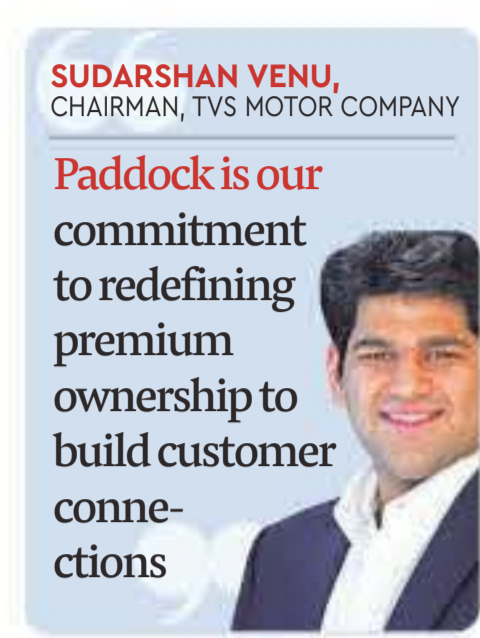 SUDARSHAN VENU,
CHAIRMAN, TVS MOTOR COMPANY
Paddock is our
commitment
to redefining
premium
ownership to
build customer
conne-
ctions